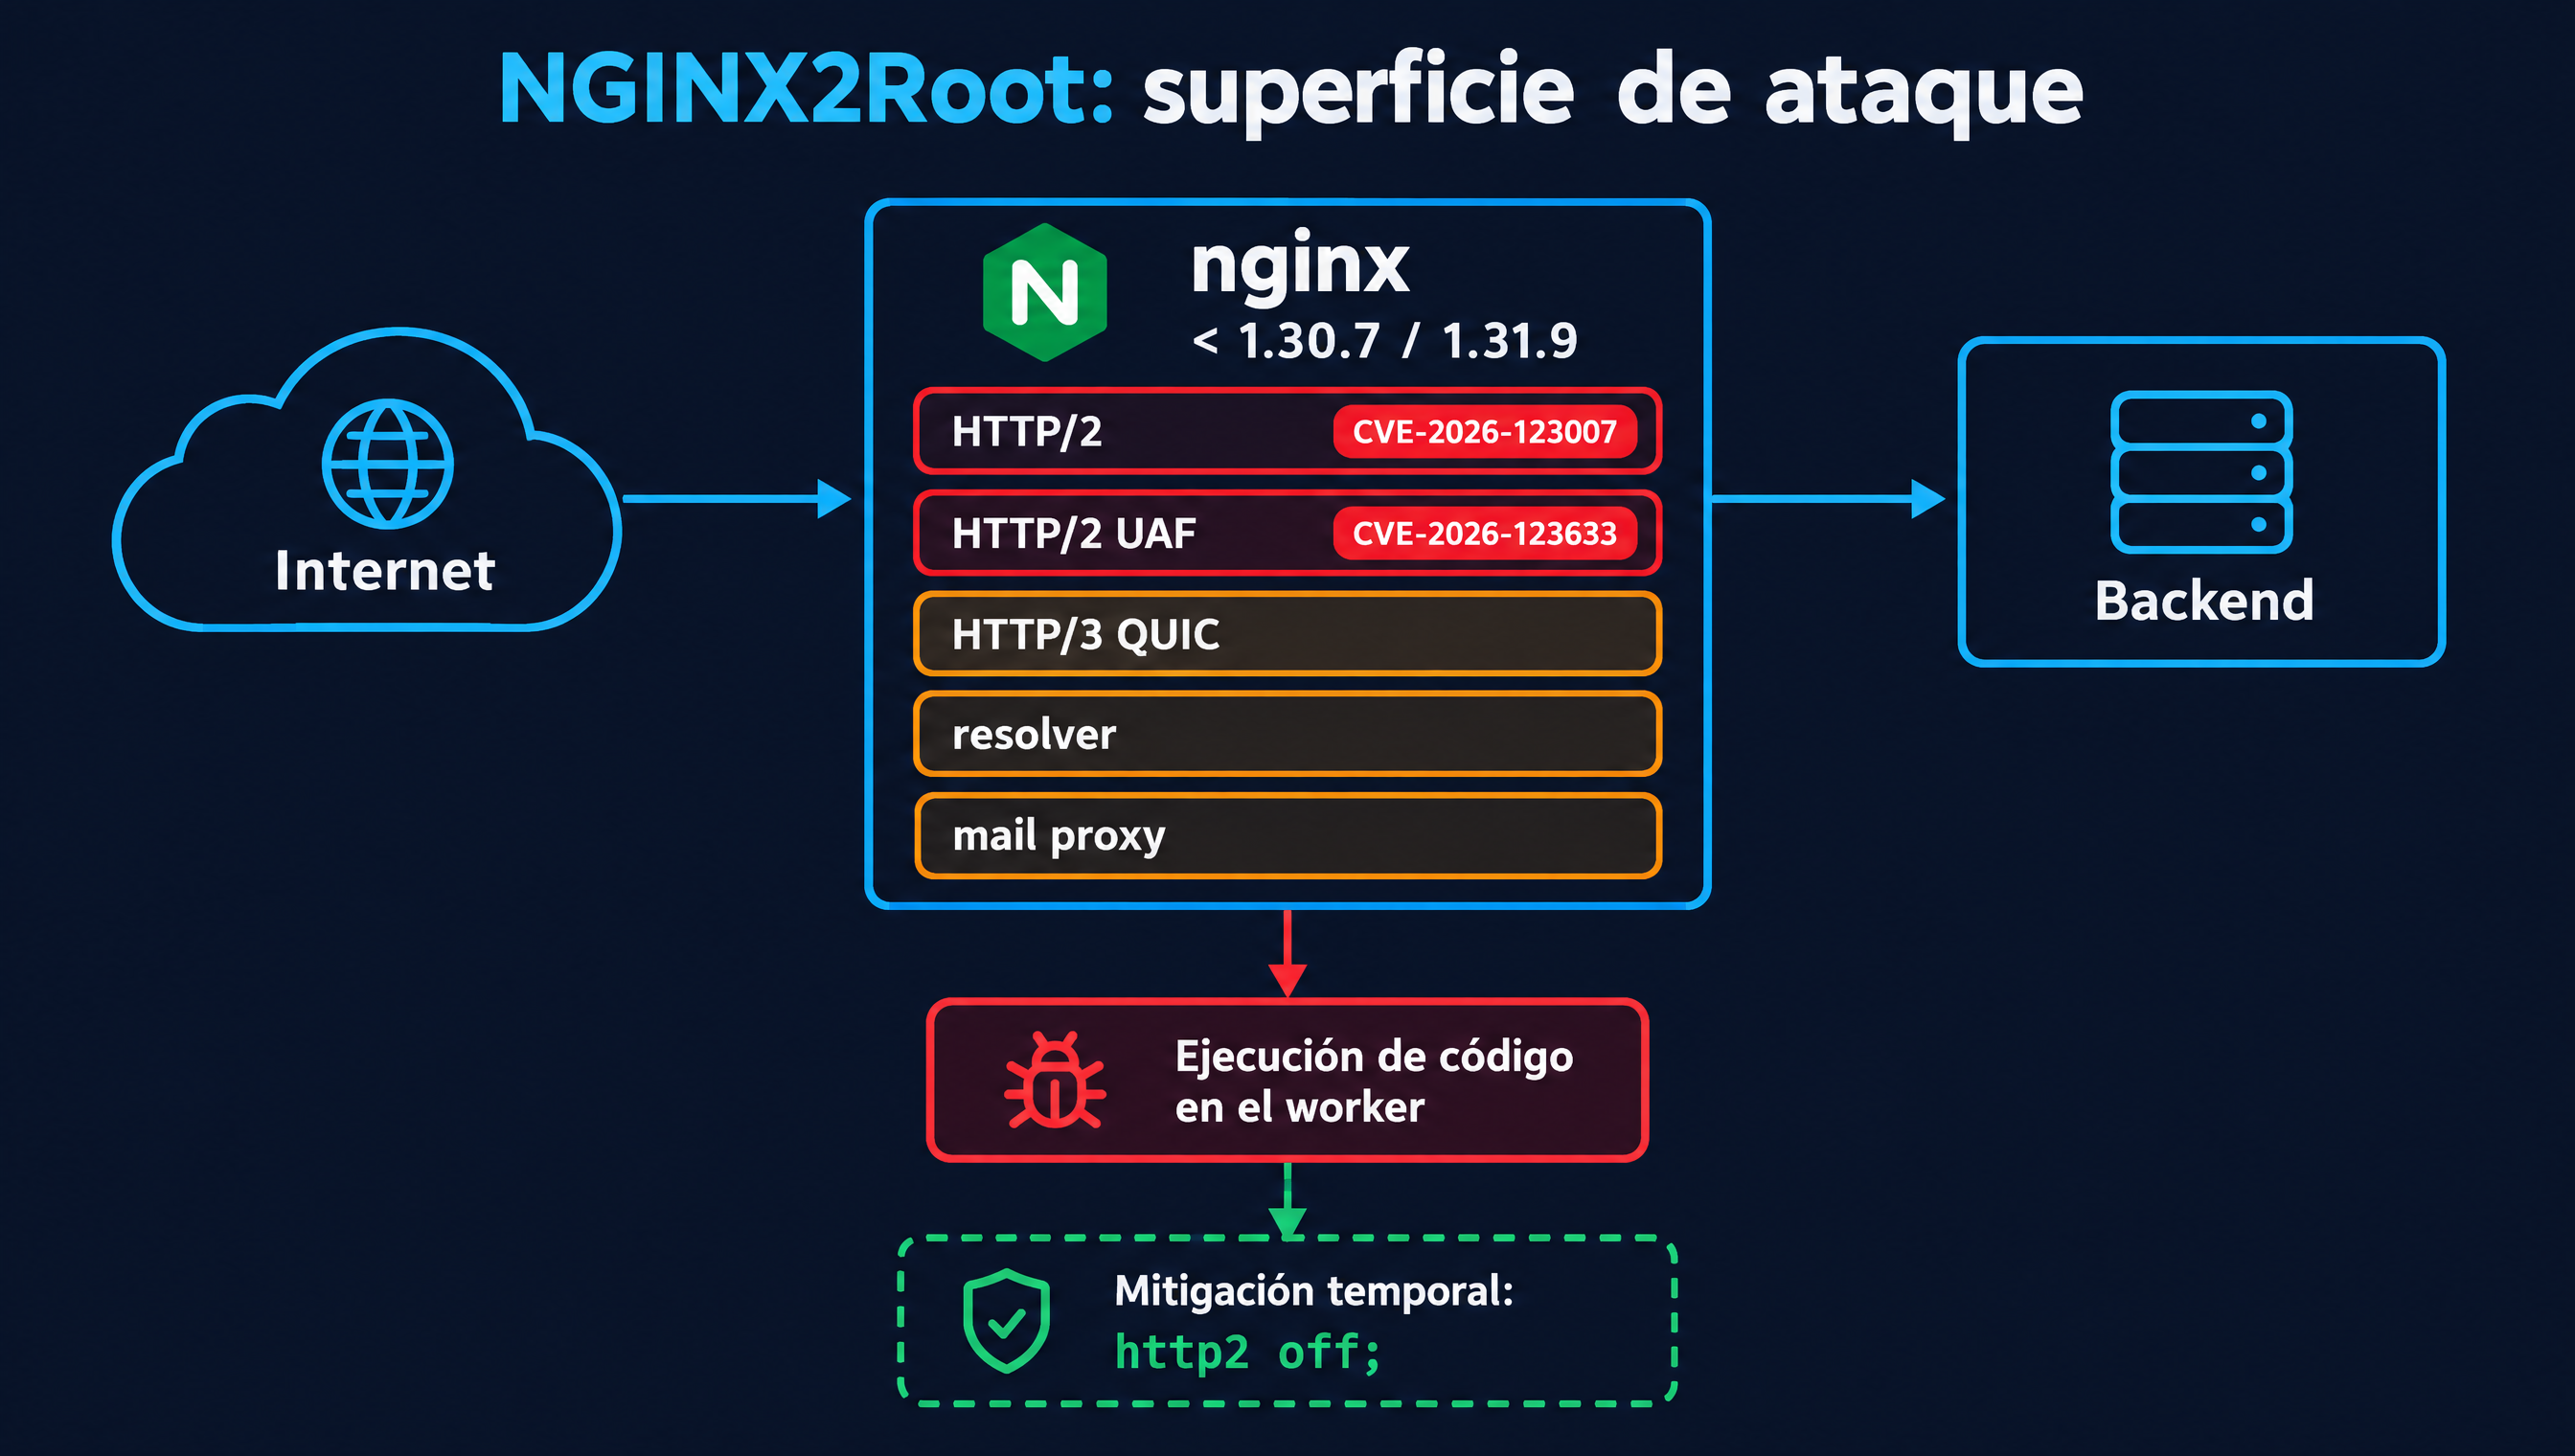 NGINX2Root: superficie de ataque
N
nginx
< 1.30.7 / 1.31.9
HTTP/2 CVE-2026-123007
HTTP/2 UAF CVE-2026-123633
HTTP/3 QUIC
resolver
mail proxy
Internet
Backend
Ejecución de código
en el worker
Mitigación temporal:
http2 off;